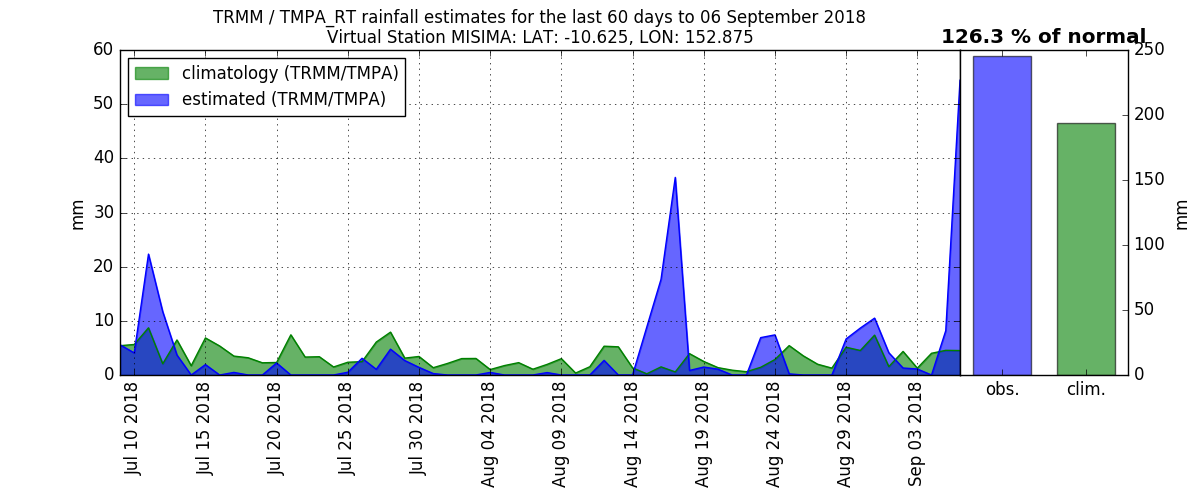 TRMM / TMPA_RT rainfall estimates for the last 60 days to 06 September 2018
Virtual Station MISIMA: LAT: -10.625, LON: 152.875
126.3 % of normal
climatology (TRMM/TMPA)
estimated (TRMM/TMPA)
60
50
40
30
20
10
0
mm
250
200
150
100
50
0
mm
Jul 10 2018
Jul 15 2018
Jul 20 2018
Jul 25 2018
Jul 30 2018
Aug 04 2018
Aug 09 2018
Aug 14 2018
Aug 19 2018
Aug 24 2018
Aug 29 2018
Sep 03 2018
obs.
clim.